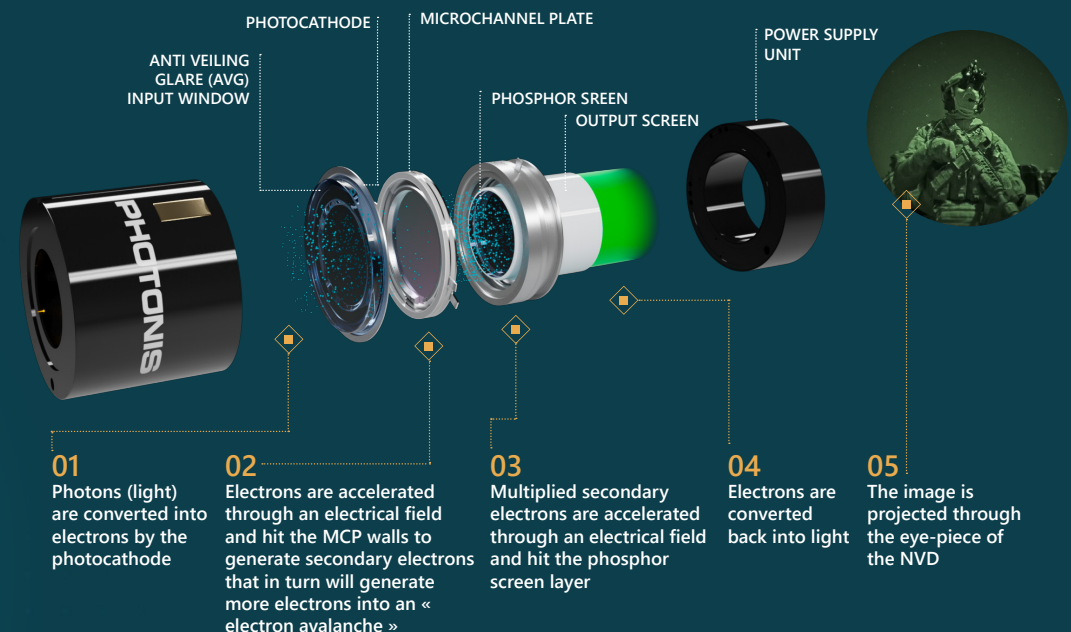 PHOTOCATHODE
MICROCHANNEL PLATE
POWER SUPPLY
UNIT
ANTI VEILING
GLARE (AVG)
INPUT WINDOW
PHOSPHOR SREEN
OUTPUT SCREEN
PHOTONIS
01
Photons (light)
are converted into
electrons by the
photocathode
02
Electrons are accelerated
through an electrical field
and hit the MCP walls to
generate secondary electrons
that in turn will generate
more electrons into an «
electron avalanche »
03
Multiplied secondary
electrons are accelerated
through an electrical field
and hit the phosphor
screen layer
04
Electrons are
converted
back into light
05
The image is
projected through
the eye-piece of
the NVD